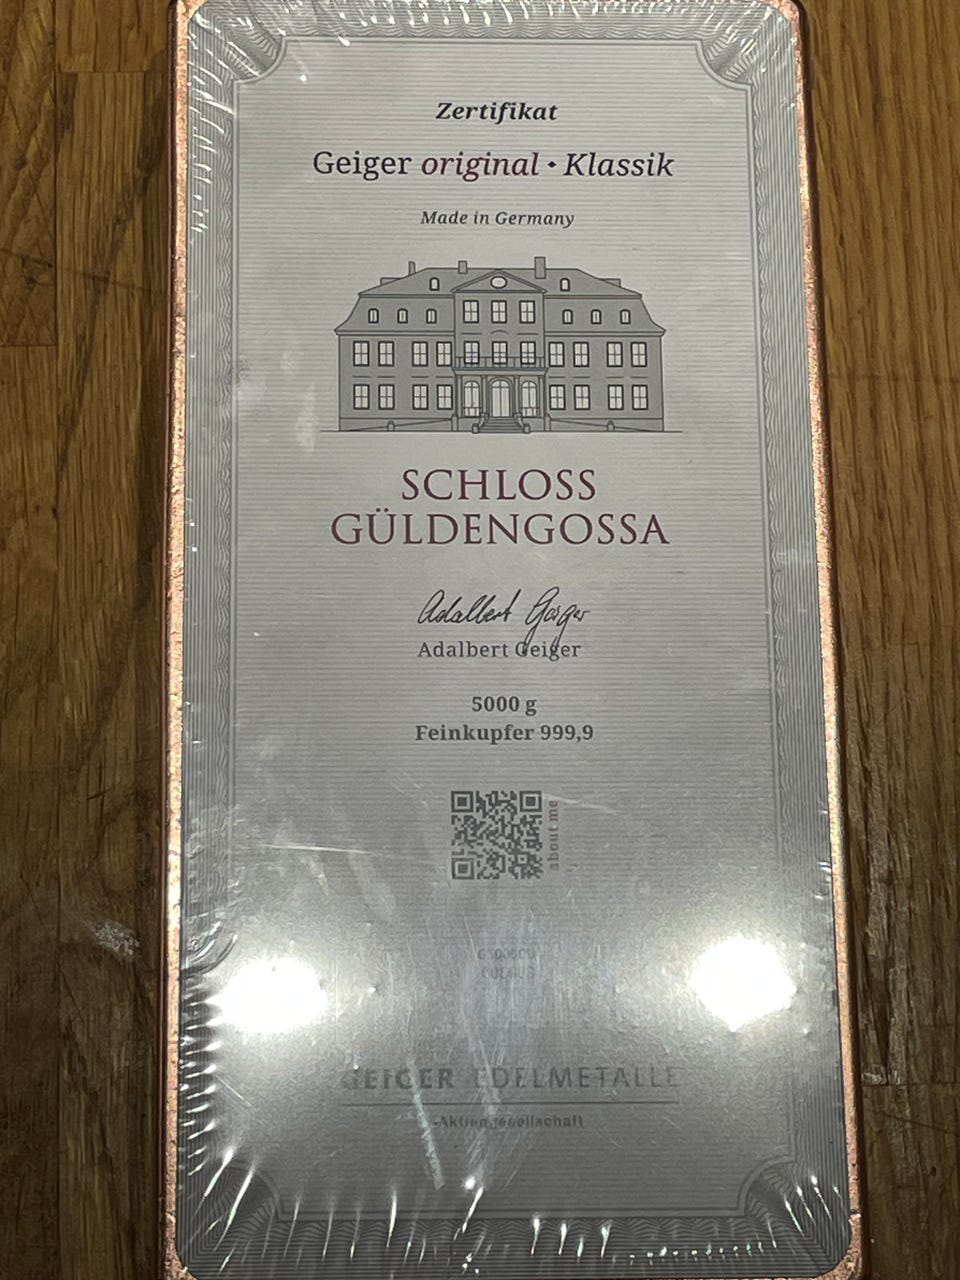 Zertifikat
Geiger original • Klassik
Made in Germany
SCHLOSS
GÜLDENGOSSA
Adalbert Geiger
Adalbert Geiger
5000 g
Feinkupfer 999,9
about me
GEIGER EDELMETALLE
Aktiengesellschaft